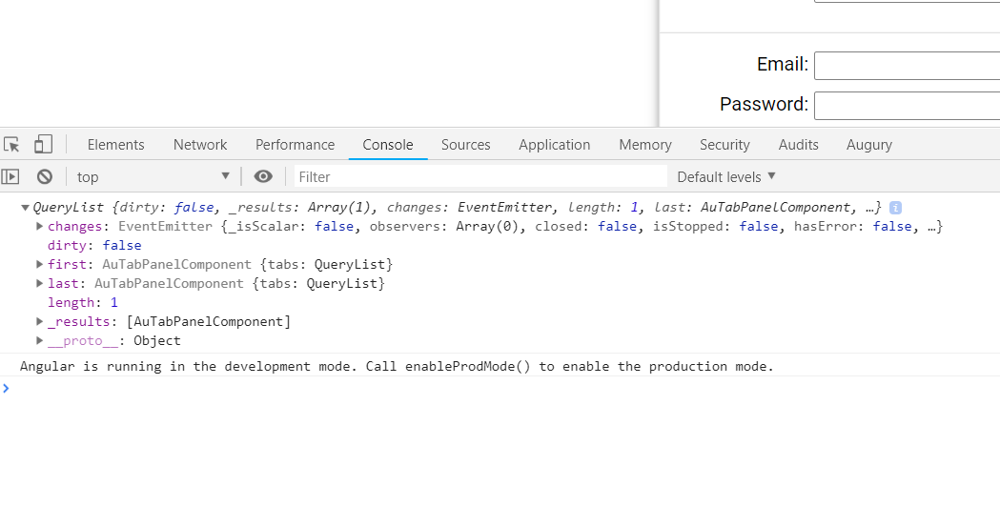 Email:
Password:
Elements Network Performance Console Sources Application Memory Security Audits Augury
top Filter Default levels
QueryList {dirty: false, _results: Array(1), changes: EventEmitter, length: 1, last: AuTabPanelComponent, …} i
changes: EventEmitter {_isScalar: false, observers: Array(0), closed: false, isStopped: false, hasError: false, …}
dirty: false
first: AuTabPanelComponent {tabs: QueryList}
last: AuTabPanelComponent {tabs: QueryList}
length: 1
_results: [AuTabPanelComponent]
__proto__: Object
Angular is running in the development mode. Call enableProdMode() to enable the production mode.